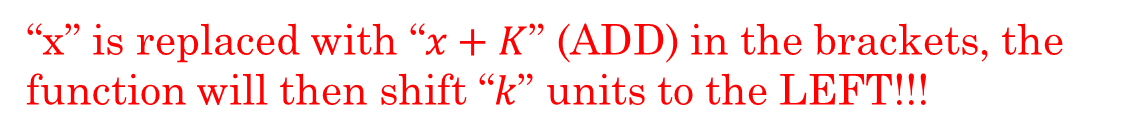 “x” is replaced with “x + K” (ADD) in the brackets, the
function will then shift “k” units to the LEFT!!!